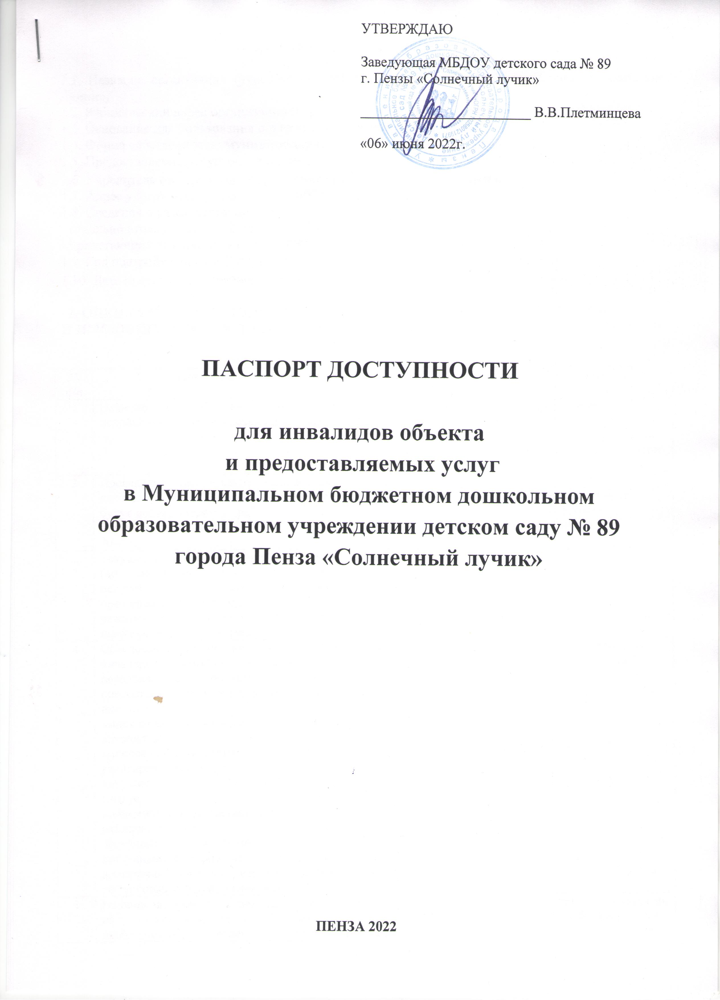 УТВЕРЖДАЮ
Заведующая МБДОУ детского сада № 89
г. Пензы «Солнечный лучик»
В.В.Плетминцева
«06» июня 2022г.
ПАСПОРТ ДОСТУПНОСТИ
для инвалидов объекта
и предоставляемых услуг
в Муниципальном бюджетном дошкольном
образовательном учреждении детском саду № 89
города Пенза «Солнечный лучик»
ПЕНЗА 2022